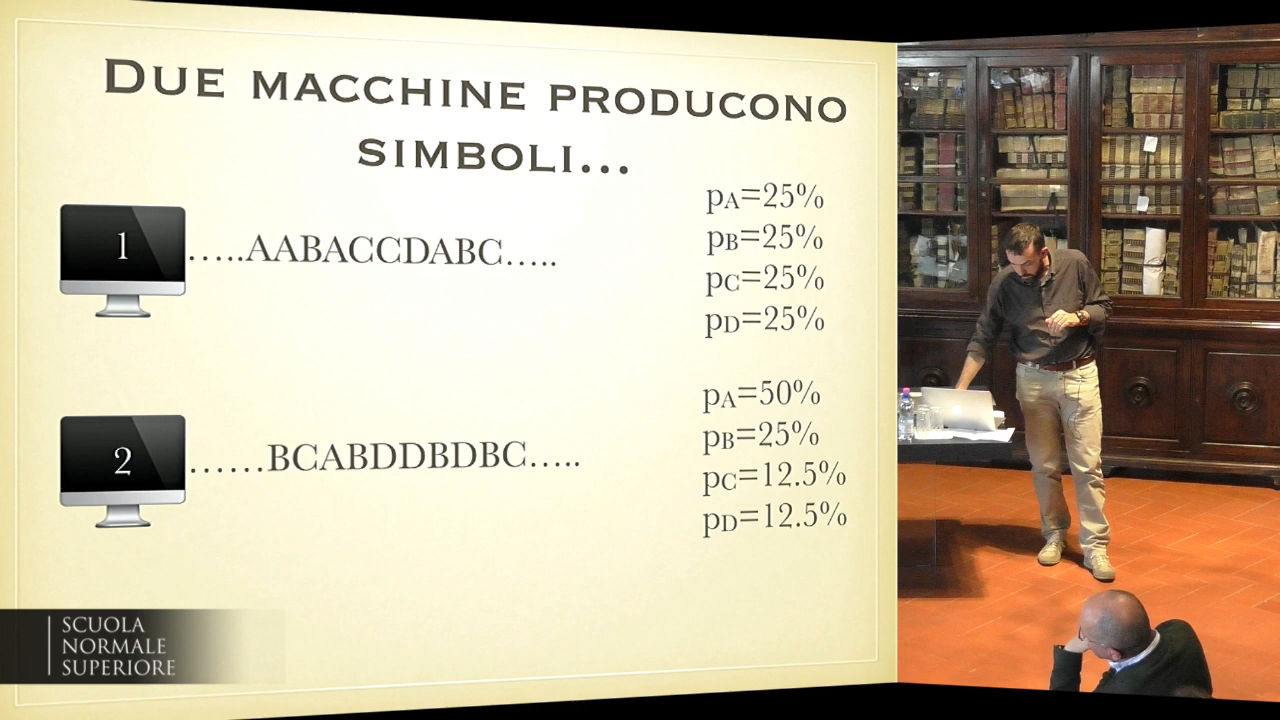 Due macchine producono
simboli...
1
.....AABACCDABC.....
pA=25%
pB=25%
pC=25%
pD=25%
2
......BCABDDBDBC.....
pA=50%
pB=25%
pC=12.5%
pD=12.5%
SCUOLA
NORMALE
SUPERIORE